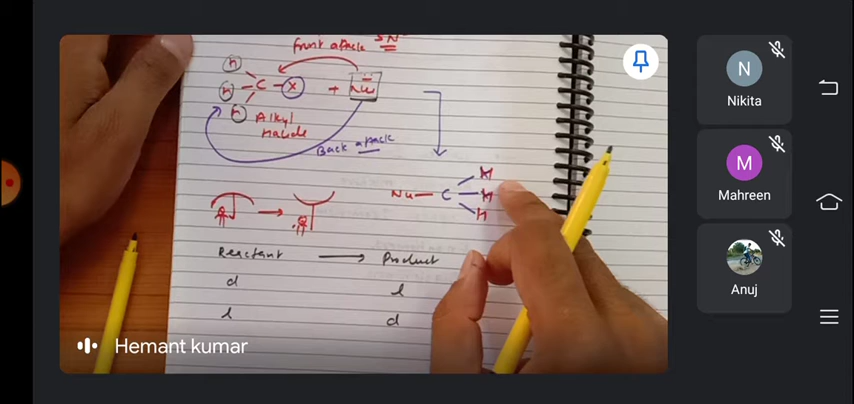 Front attack SN
H
H C - X + Nu
H Alkyl
halide
Back attack
H
Nu — C — H
H
Reactant → Product
d l
l d
Hemant kumar
N
Nikita
M
Mahreen
Anuj